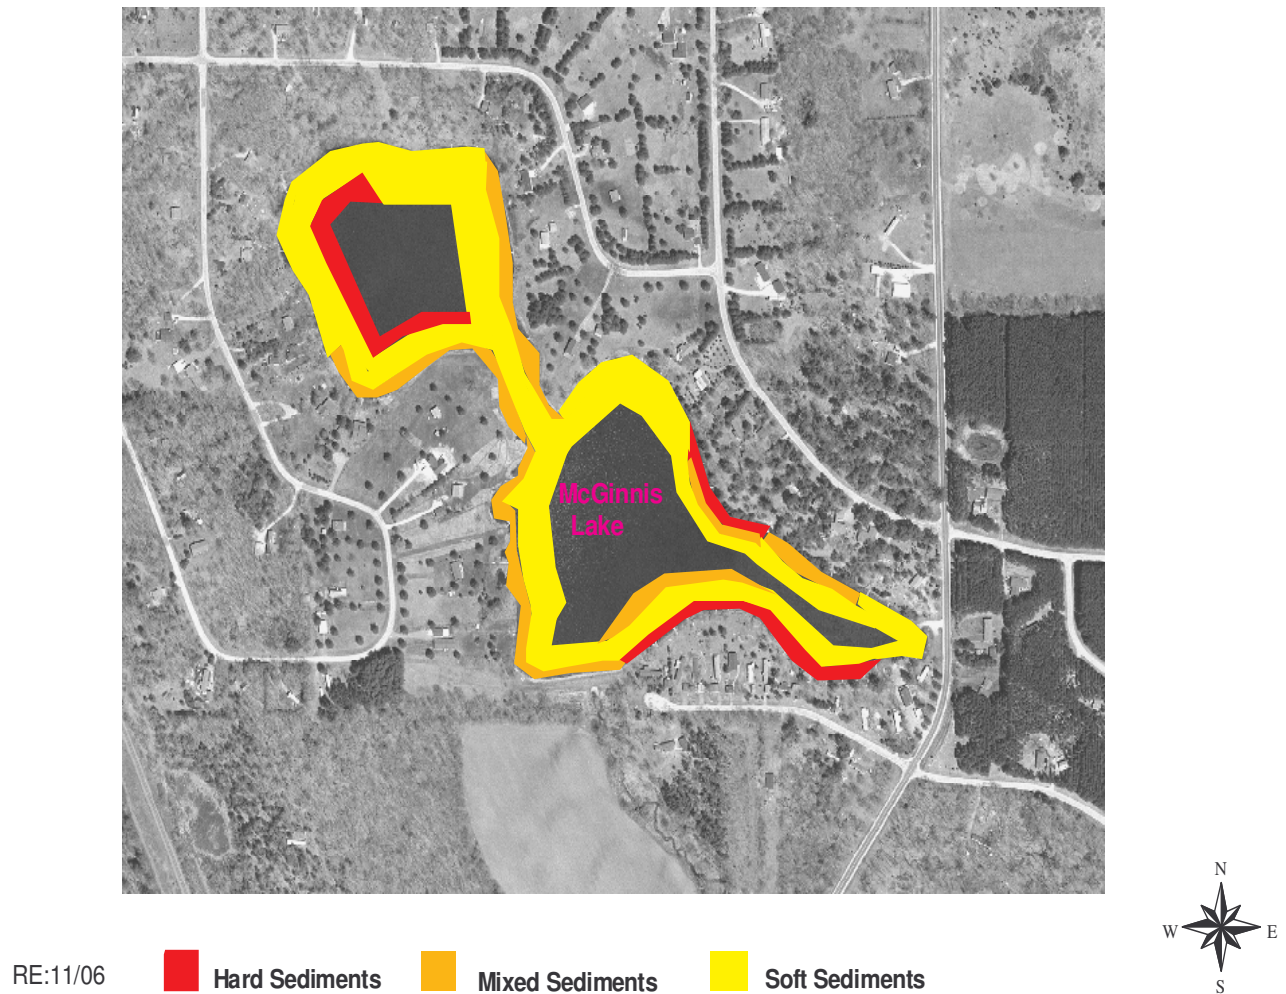 McGinnis
Lake
N
W E
S
RE:11/06 Hard Sediments Mixed Sediments Soft Sediments